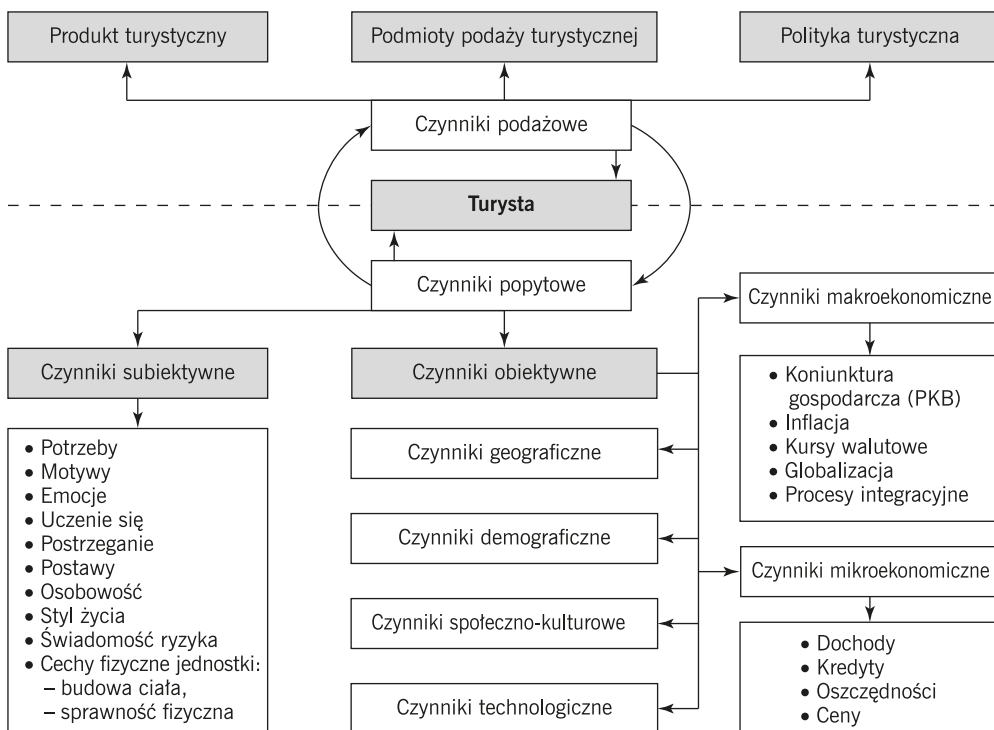 Produkt turystyczny
Podmioty podaży turystycznej
Polityka turystyczna
Czynniki podażowe
Turysta
Czynniki popytowe
Czynniki subiektywne
• Potrzeby
• Motywy
• Emocje
• Uczenie się
• Postrzeganie
• Postawy
• Osobowość
• Styl życia
• Świadomość ryzyka
• Cechy fizyczne jednostki:
– budowa ciała,
– sprawność fizyczna
Czynniki obiektywne
Czynniki geograficzne
Czynniki demograficzne
Czynniki społeczno-kulturowe
Czynniki technologiczne
Czynniki makroekonomiczne
• Koniunktura
gospodarcza (PKB)
• Inflacja
• Kursy walutowe
• Globalizacja
• Procesy integracyjne
Czynniki mikroekonomiczne
• Dochody
• Kredyty
• Oszczędności
• Ceny